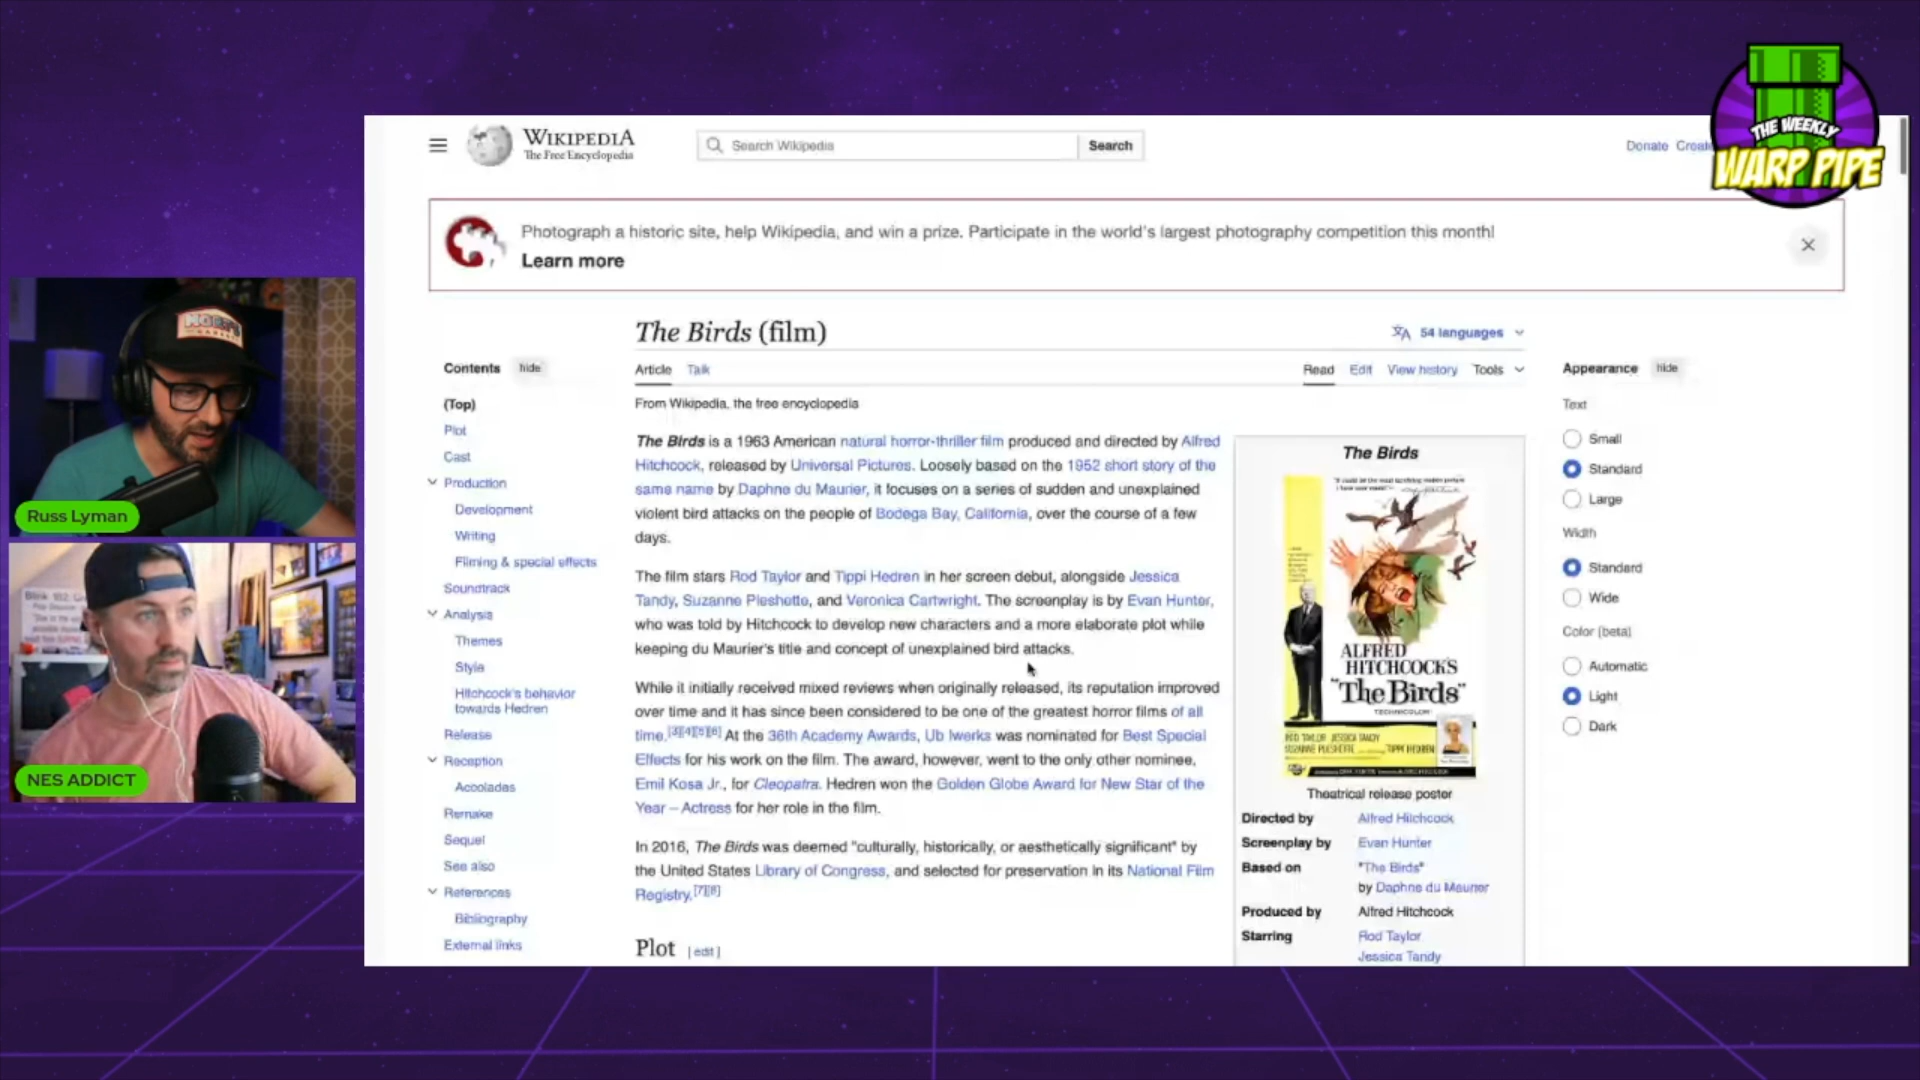 THE WEEKLY
WARP PIPE
WIKIPEDIA
The Free Encyclopedia
Search Wikipedia
Search
Donate
Photograph a historic site, help Wikipedia, and win a prize. Participate in the world's largest photography competition this month!
Learn more
The Birds (film)
54 languages
Contents hide
Article Talk
Read Edit View history Tools
(Top)
Plot
Cast
Production
Development
Writing
Filming & special effects
Soundtrack
Analysis
Themes
Style
Hitchcock's behavior
towards Hedren
Release
Reception
Accolades
Remake
Sequel
See also
References
Bibliography
External links
From Wikipedia, the free encyclopedia
The Birds is a 1963 American natural horror-thriller film produced and directed by Alfred
Hitchcock, released by Universal Pictures. Loosely based on the 1952 short story of the
same name by Daphne du Maurier, it focuses on a series of sudden and unexplained
violent bird attacks on the people of Bodega Bay, California, over the course of a few
days.
The film stars Rod Taylor and Tippi Hedren in her screen debut, alongside Jessica
Tandy, Suzanne Pleshette, and Veronica Cartwright. The screenplay is by Evan Hunter,
who was told by Hitchcock to develop new characters and a more elaborate plot while
keeping du Maurier's title and concept of unexplained bird attacks.
While it initially received mixed reviews when originally released, its reputation improved
over time and it has since been considered to be one of the greatest horror films of all
time.[3][4][5][6] At the 36th Academy Awards, Ub Iwerks was nominated for Best Special
Effects for his work on the film. The award, however, went to the only other nominee,
Emil Kosa Jr., for Cleopatra. Hedren won the Golden Globe Award for New Star of the
Year – Actress for her role in the film.
In 2016, The Birds was deemed "culturally, historically, or aesthetically significant" by
the United States Library of Congress, and selected for preservation in its National Film
Registry.[7][8]
Plot [edit]
The Birds
ALFRED
HITCHCOCK'S
"The Birds"
TECHNICOLOR
ROD TAYLOR JESSICA TANDY
SUZANNE PLESHETTE TIPPI HEDREN
Theatrical release poster
Directed by Alfred Hitchcock
Screenplay by Evan Hunter
Based on "The Birds"
by Daphne du Maurier
Produced by Alfred Hitchcock
Starring Rod Taylor
Jessica Tandy
Appearance hide
Text
Small
Standard
Large
Width
Standard
Wide
Color (beta)
Automatic
Light
Dark
Russ Lyman
NES ADDICT